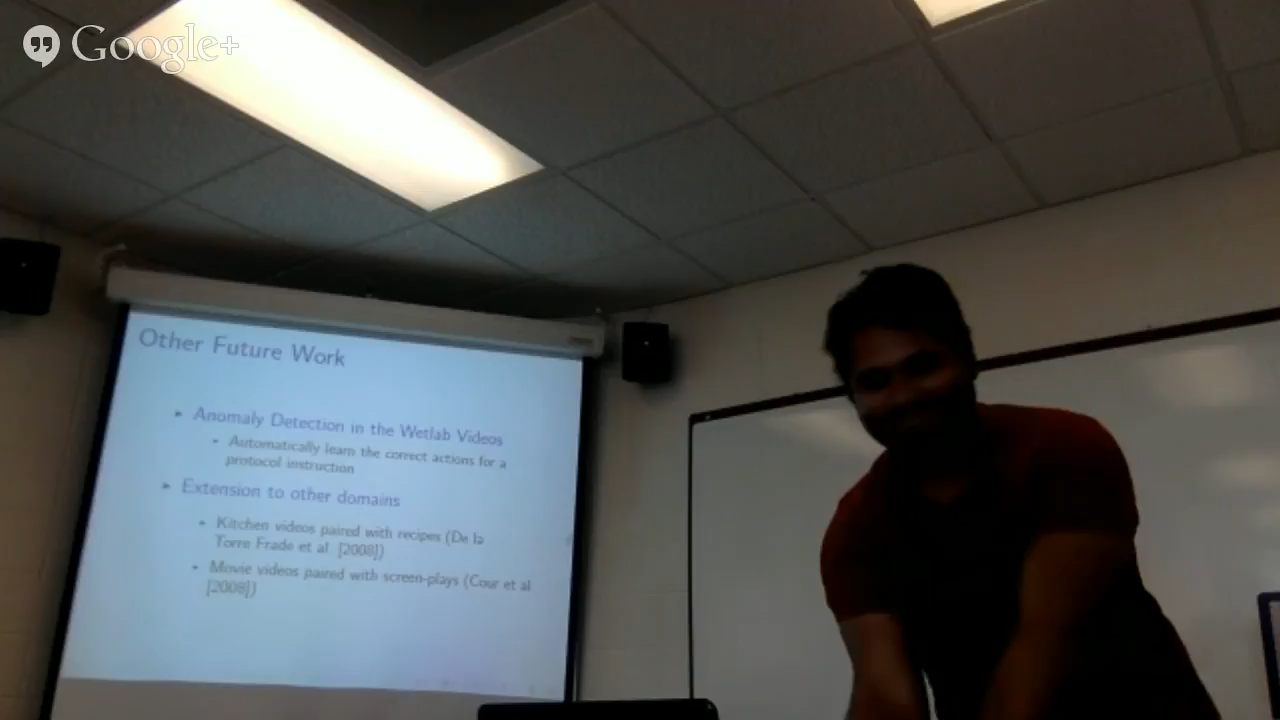 Google+
Other Future Work
Anomaly Detection in the Wetlab Videos
Automatically learn the correct actions for a
protocol instruction
Extension to other domains
Kitchen videos paired with recipes (De la
Torre Frade et al. [2008])
Movie videos paired with screen-plays (Cour et al.
[2008])